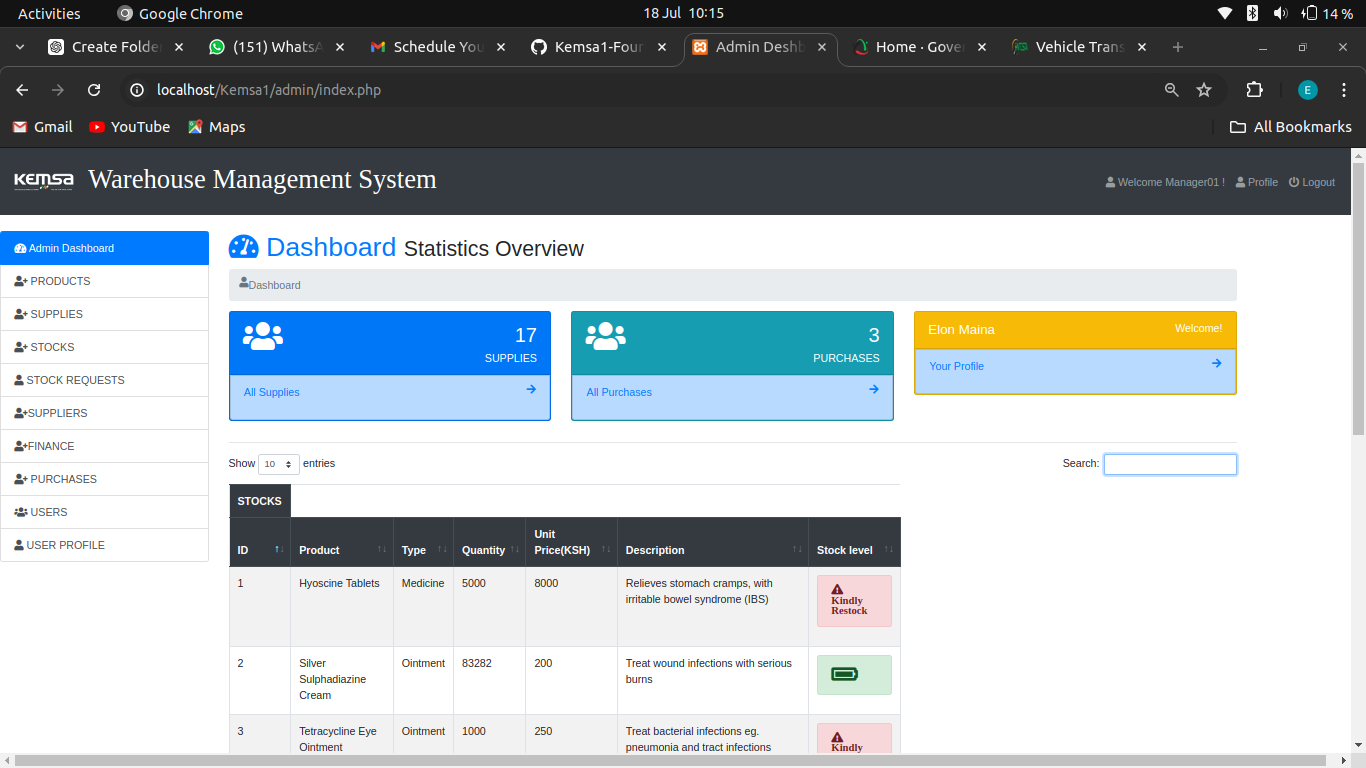 Activities Google Chrome 18 Jul 10:15 14 %
Create Folde (151) WhatsA Schedule You Kemsa1-Four Admin Deshb Home · Gover Vehicle Trans
localhost/Kemsa1/admin/index.php E
Gmail YouTube Maps All Bookmarks
KEMSA Warehouse Management System Welcome Manager01 ! Profile Logout
Admin Dashboard
PRODUCTS
SUPPLIES
STOCKS
STOCK REQUESTS
SUPPLIERS
FINANCE
PURCHASES
USERS
USER PROFILE
Dashboard Statistics Overview
Dashboard
17
SUPPLIES
All Supplies
3
PURCHASES
All Purchases
Elon Maina Welcome!
Your Profile
Show 10 entries Search:
STOCKS
ID Product Type Quantity Unit Price(KSH) Description Stock level
1 Hyoscine Tablets Medicine 5000 8000 Relieves stomach cramps, with irritable bowel syndrome (IBS) Kindly Restock
2 Silver Sulphadiazine Cream Ointment 83282 200 Treat wound infections with serious burns
3 Tetracycline Eye Ointment Ointment 1000 250 Treat bacterial infections eg. pneumonia and tract infections Kindly